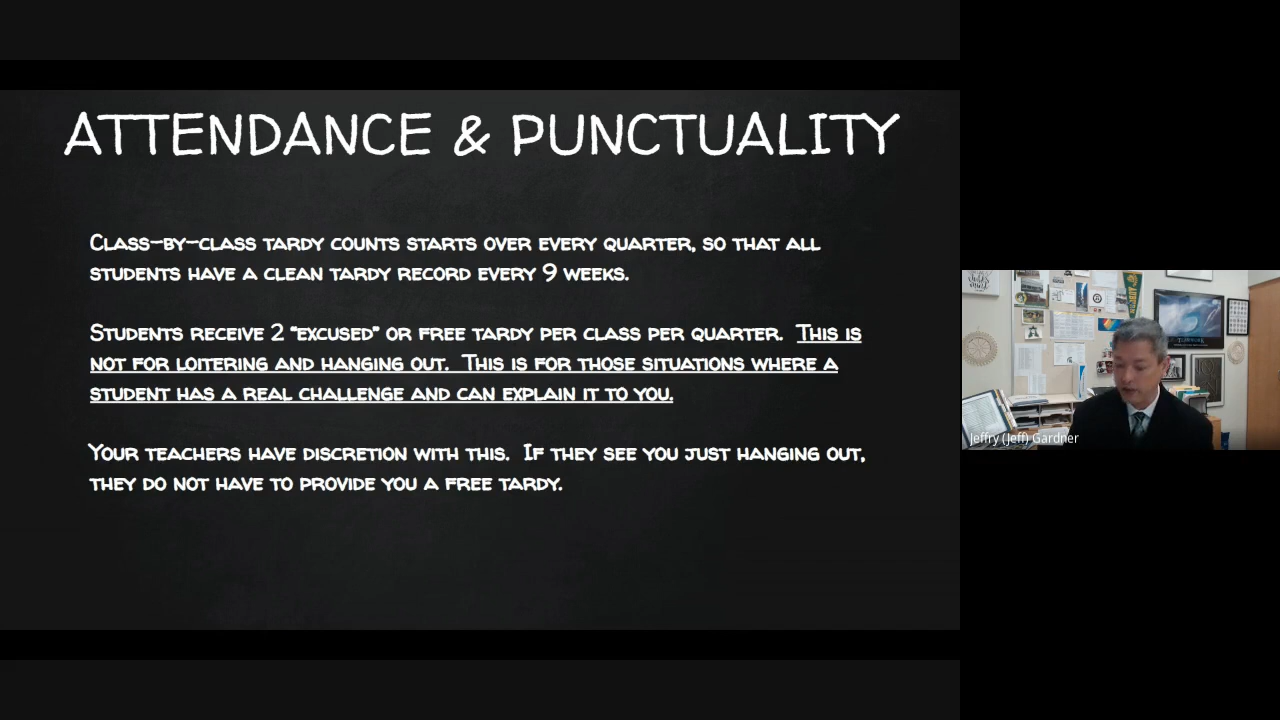 ATTENDANCE & PUNCTUALITY
CLASS-BY-CLASS TARDY COUNTS STARTS OVER EVERY QUARTER, SO THAT ALL
STUDENTS HAVE A CLEAN TARDY RECORD EVERY 9 WEEKS.
STUDENTS RECEIVE 2 "EXCUSED" OR FREE TARDY PER CLASS PER QUARTER. THIS IS
NOT FOR LOITERING AND HANGING OUT. THIS IS FOR THOSE SITUATIONS WHERE A
STUDENT HAS A REAL CHALLENGE AND CAN EXPLAIN IT TO YOU.
YOUR TEACHERS HAVE DISCRETION WITH THIS. IF THEY SEE YOU JUST HANGING OUT,
THEY DO NOT HAVE TO PROVIDE YOU A FREE TARDY.
Jeffry (Jeff) Gardner